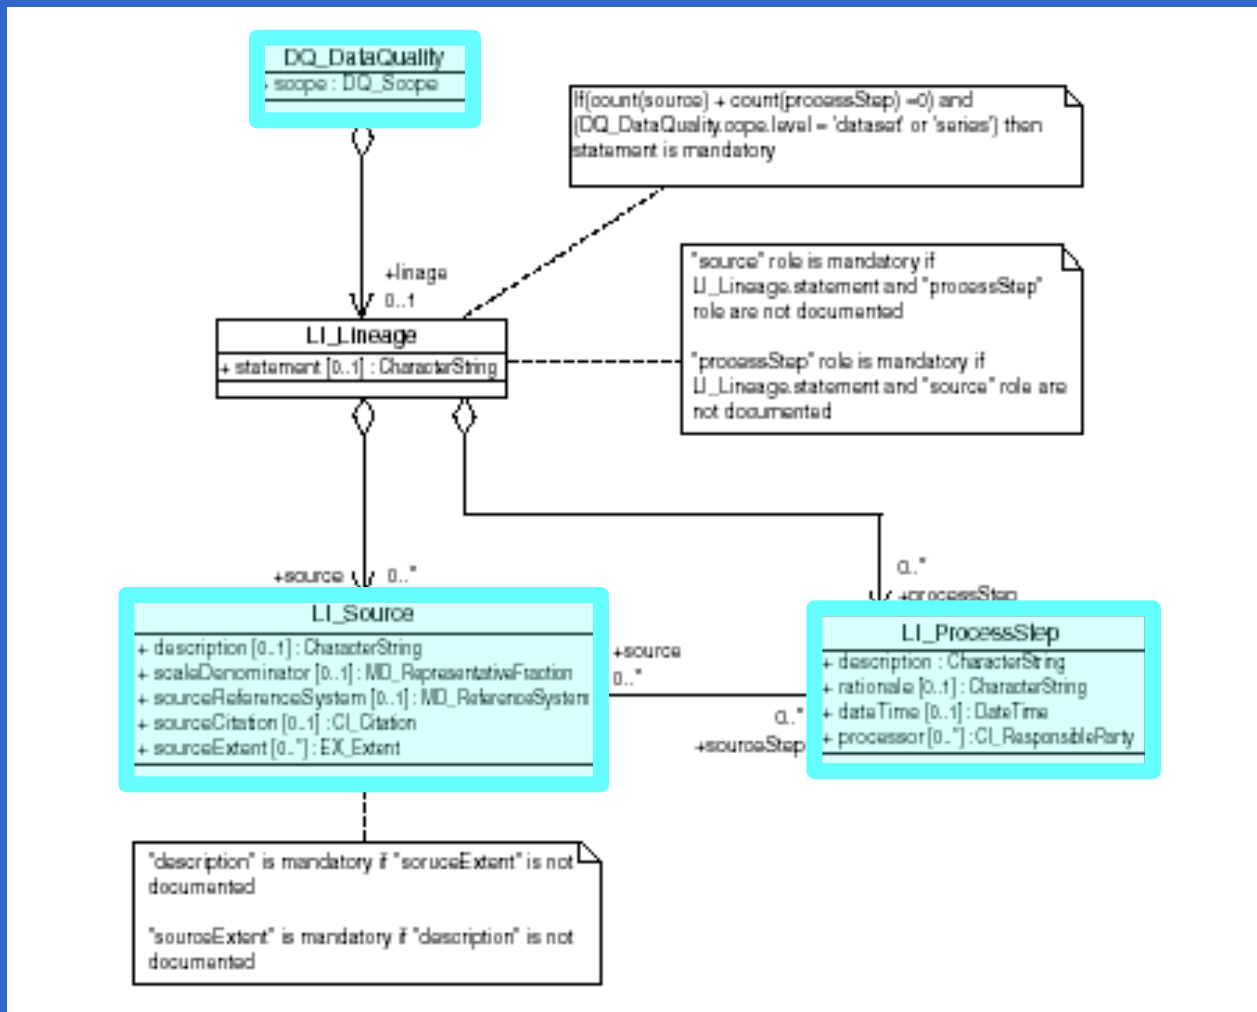 DQ_DataQuality
+ scope : DQ_Scope
If(count(source) + count(processStep) =0) and
(DQ_DataQuality.oope.level = 'dataset' or 'series') then
statement is mandatory
+linage
0..1
"source" role is mandatory if
LI_Lineage.statement and "processStep"
role are not documented
LI_Lineage
+ statement [0..1] : CharacterString
"processStep" role is mandatory if
LI_Lineage.statement and "source" role are
not documented
+source
0..*
0..*
+processStep
LI_Source
+ description [0..1] : CharacterString
+ scaleDenominator [0..1] : MD_RepresentativeFraction
+ sourceReferenceSystem [0..1] : MD_ReferenceSystem
+ sourceCitation [0..1] : CI_Citation
+ sourceExtent [0..*] : EX_Extent
+source
0..*
0..*
+sourceStep
LI_ProcessStep
+ description : CharacterString
+ rationale [0..1] : CharacterString
+ dateTime [0..1] : DateTime
+ processor [0..*] : CI_ResponsibleParty
"description" is mandatory if "soruceExtent" is not
documented
"sourceExtent" is mandatory if "description" is not
documented